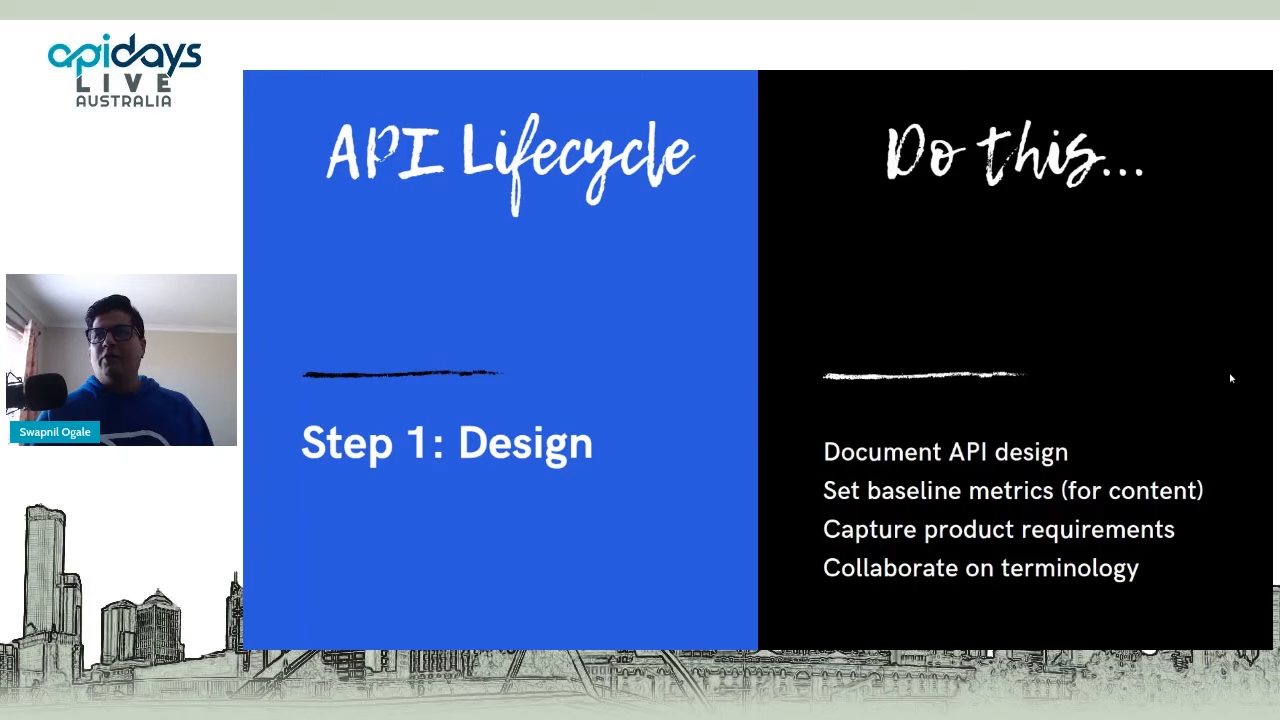 apidays
LIVE
AUSTRALIA
API Lifecycle
Do this...
Swapnil Ogale
Step 1: Design
Document API design
Set baseline metrics (for content)
Capture product requirements
Collaborate on terminology